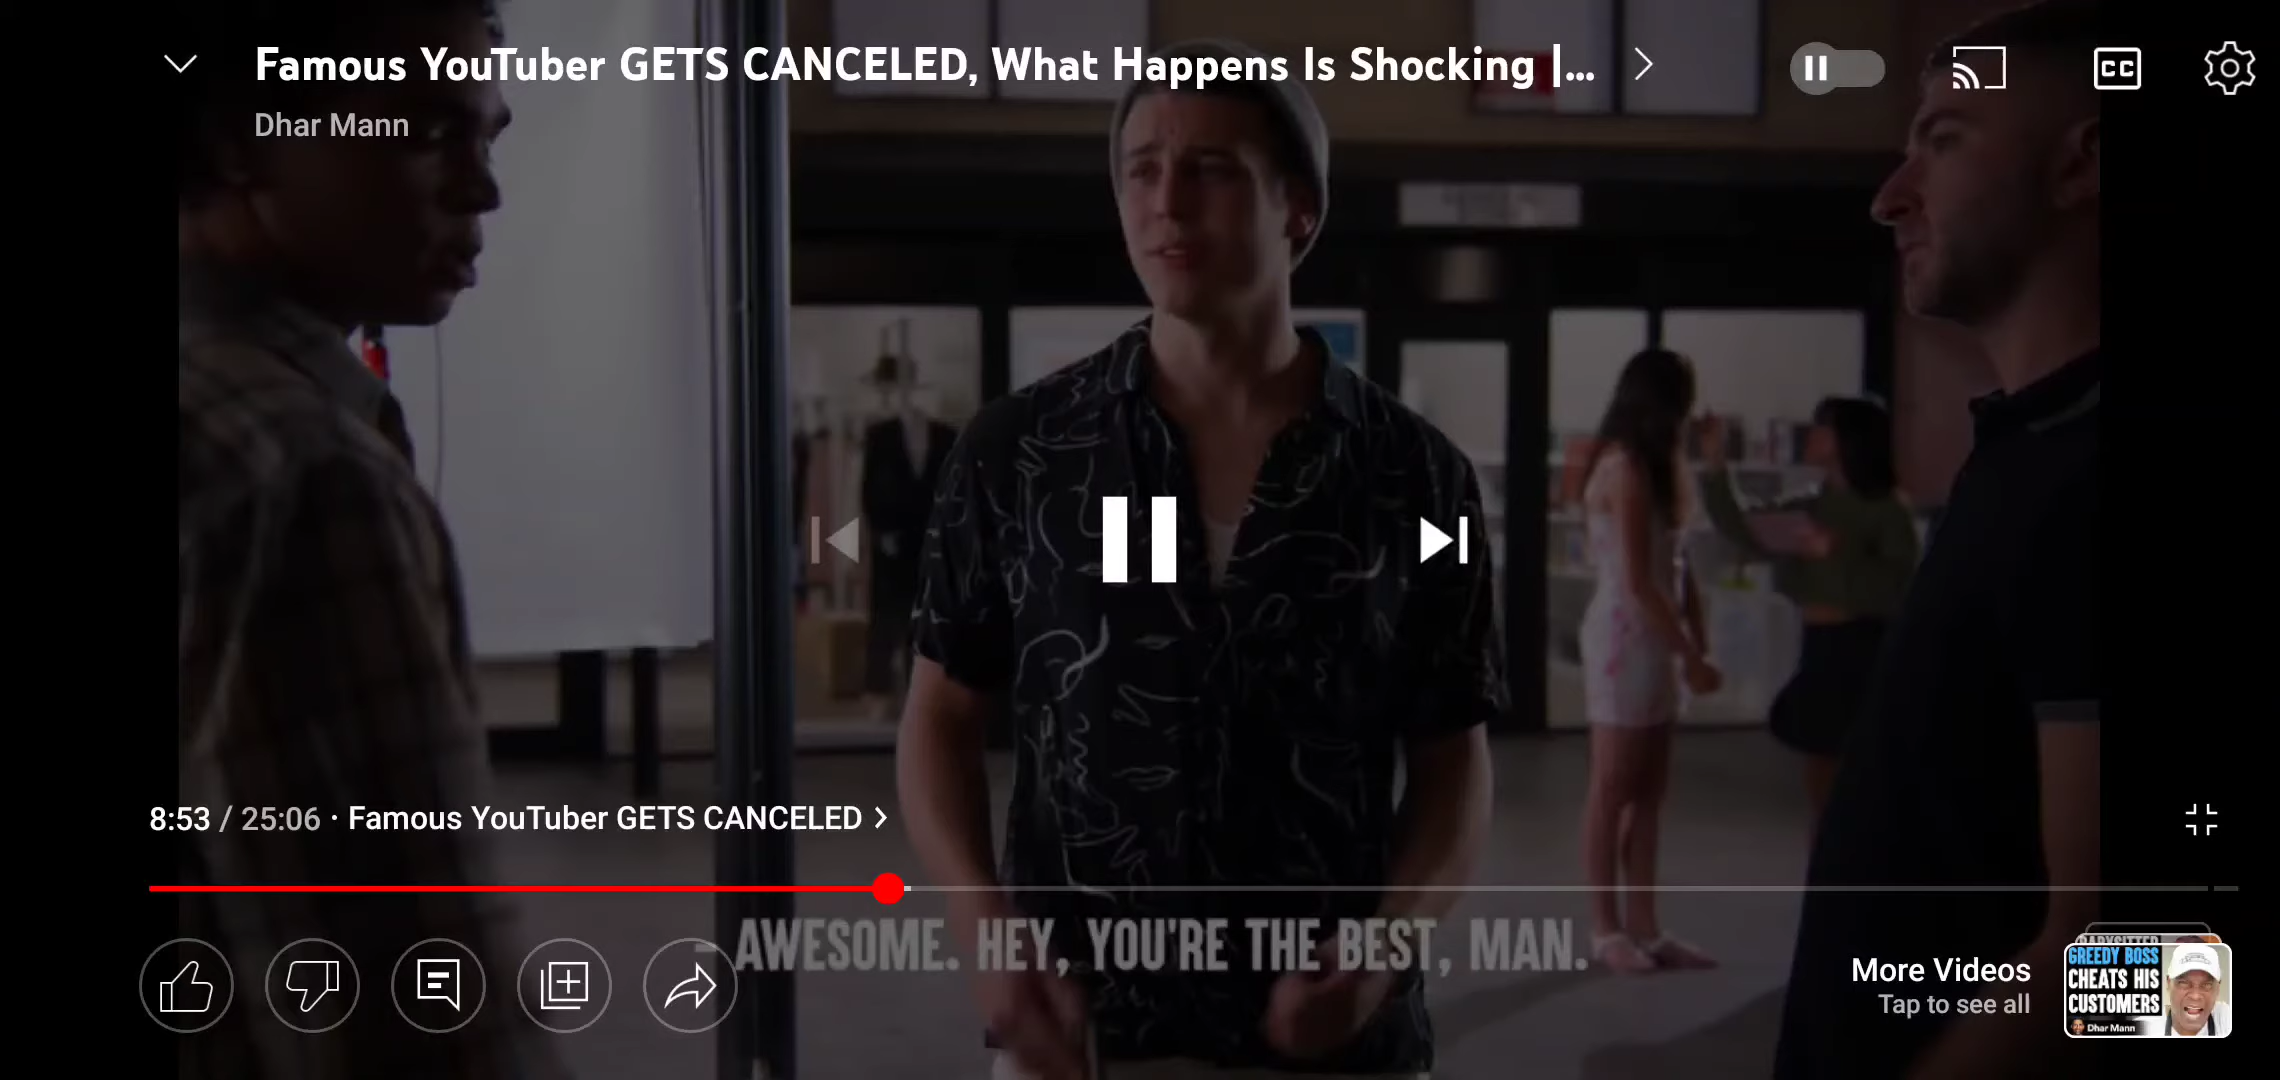 Famous YouTuber GETS CANCELED, What Happens Is Shocking |...
CC
Dhar Mann
8:53 / 25:06 · Famous YouTuber GETS CANCELED
- AWESOME. HEY, YOU'RE THE BEST, MAN.
More Videos
Tap to see all
BABYSITTER
GREEDY BOSS
CHEATS HIS
CUSTOMERS
Dhar Mann